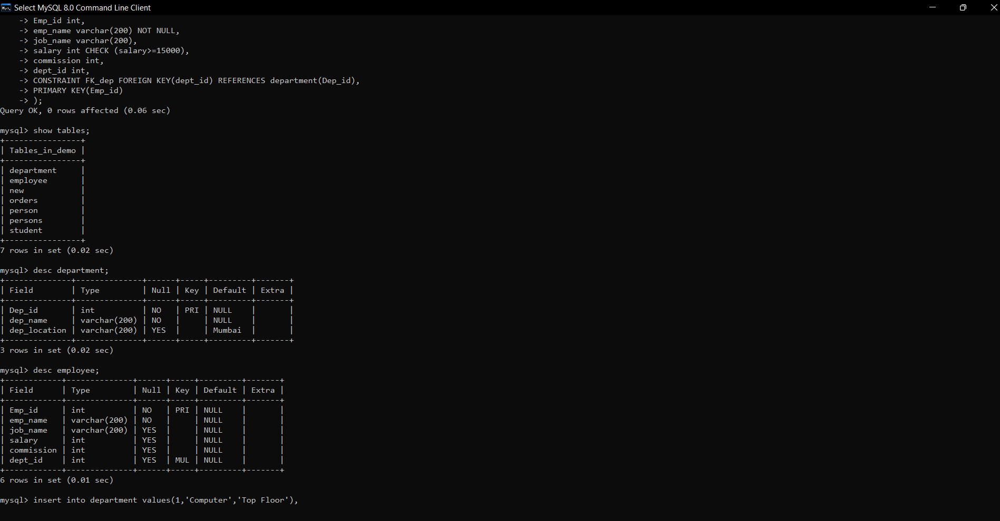 Select MySQL 8.0 Command Line Client
    -> Emp_id int,
    -> emp_name varchar(200) NOT NULL,
    -> job_name varchar(200),
    -> salary int CHECK (salary>=15000),
    -> commission int,
    -> dept_id int,
    -> CONSTRAINT FK_dep FOREIGN KEY(dept_id) REFERENCES department(Dep_id),
    -> PRIMARY KEY(Emp_id)
    -> );
Query OK, 0 rows affected (0.06 sec)

mysql> show tables;
+----------------+
| Tables_in_demo |
+----------------+
| department     |
| employee       |
| new            |
| orders         |
| person         |
| persons        |
| student        |
+----------------+
7 rows in set (0.02 sec)

mysql> desc department;
+--------------+--------------+------+-----+---------+-------+
| Field        | Type         | Null | Key | Default | Extra |
+--------------+--------------+------+-----+---------+-------+
| Dep_id       | int          | NO   | PRI | NULL    |       |
| dep_name     | varchar(200) | NO   |     | NULL    |       |
| dep_location | varchar(200) | YES  |     | Mumbai  |       |
+--------------+--------------+------+-----+---------+-------+
3 rows in set (0.02 sec)

mysql> desc employee;
+------------+--------------+------+-----+---------+-------+
| Field      | Type         | Null | Key | Default | Extra |
+------------+--------------+------+-----+---------+-------+
| Emp_id     | int          | NO   | PRI | NULL    |       |
| emp_name   | varchar(200) | NO   |     | NULL    |       |
| job_name   | varchar(200) | YES  |     | NULL    |       |
| salary     | int          | YES  |     | NULL    |       |
| commission | int          | YES  |     | NULL    |       |
| dept_id    | int          | YES  | MUL | NULL    |       |
+------------+--------------+------+-----+---------+-------+
6 rows in set (0.01 sec)

mysql> insert into department values(1,'Computer','Top Floor'),